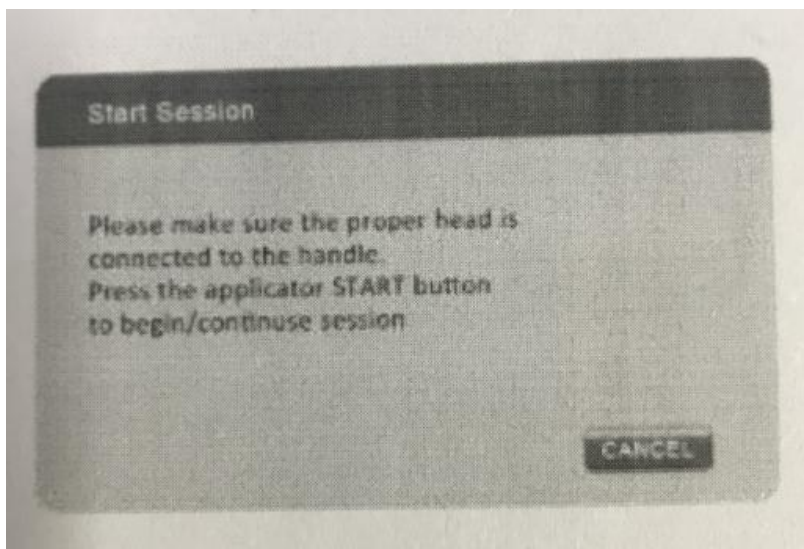 Start Session
Please make sure the proper head is
connected to the handle.
Press the applicator START button
to begin/continuse session
CANCEL